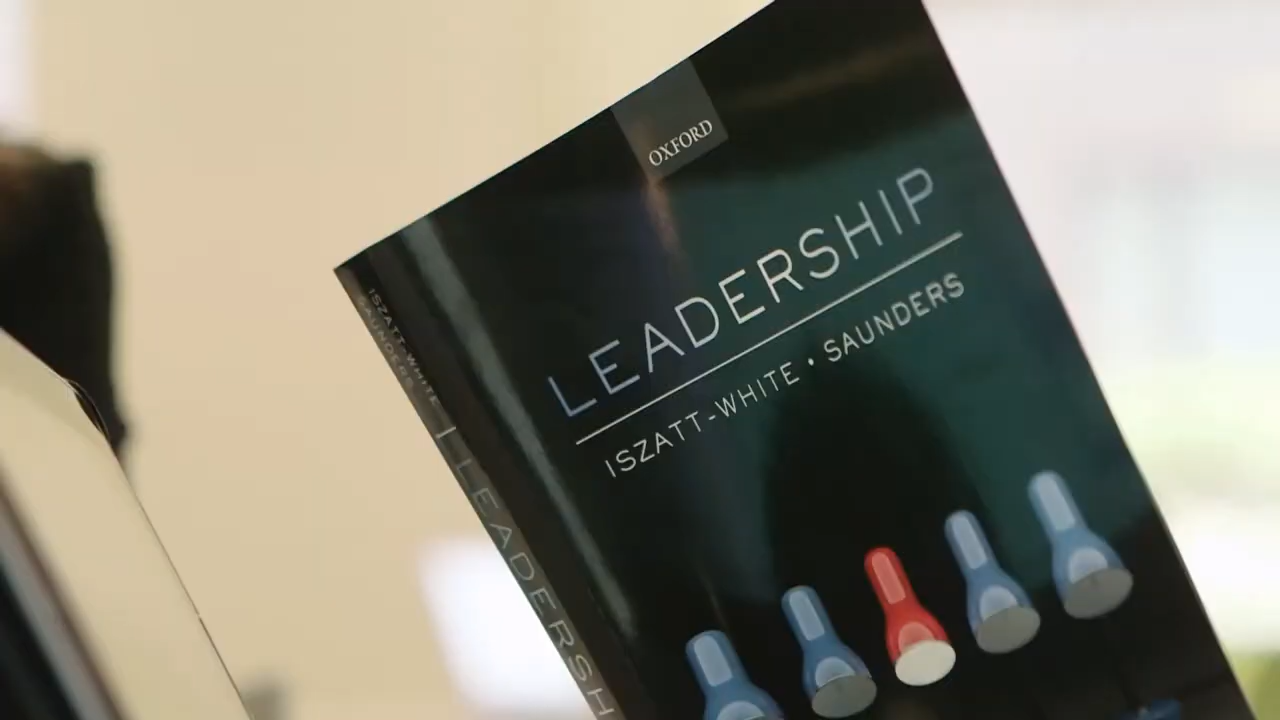 OXFORD
LEADERSHIP
ISZATT-WHITE • SAUNDERS
ISZATT-WHITE
SAUNDERS
LEADERSH